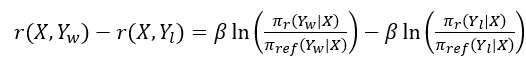 r(X,Y_w) − r(X,Y_l) = β ln(π_r(Y_w|X)/π_ref(Y_w|X)) − β ln(π_r(Y_l|X)/π_ref(Y_l|X))